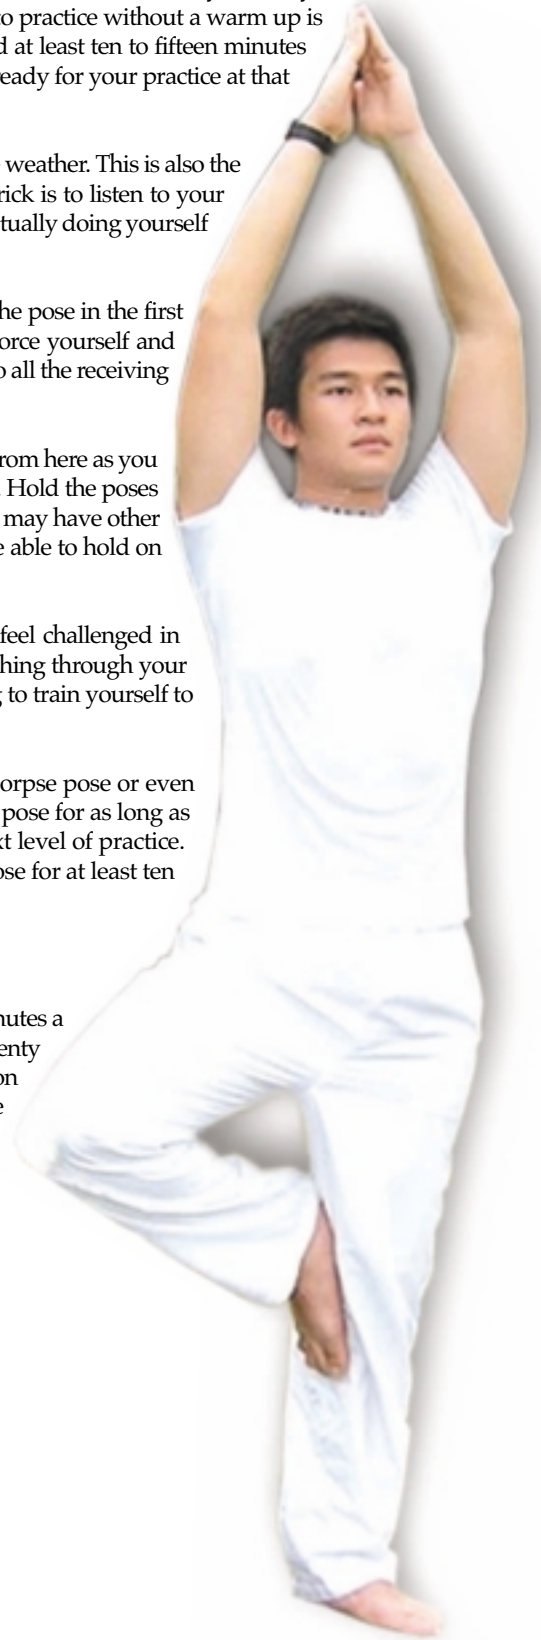 to practice without a warm up is
at least ten to fifteen minutes
ready for your practice at that
weather. This is also the
rick is to listen to your
tually doing yourself
he pose in the first
orce yourself and
o all the receiving
rom here as you
. Hold the poses
may have other
e able to hold on
feel challenged in
thing through your
g to train yourself to
orpse pose or even
pose for as long as
xt level of practice.
ose for at least ten
nutes a
enty
on
e